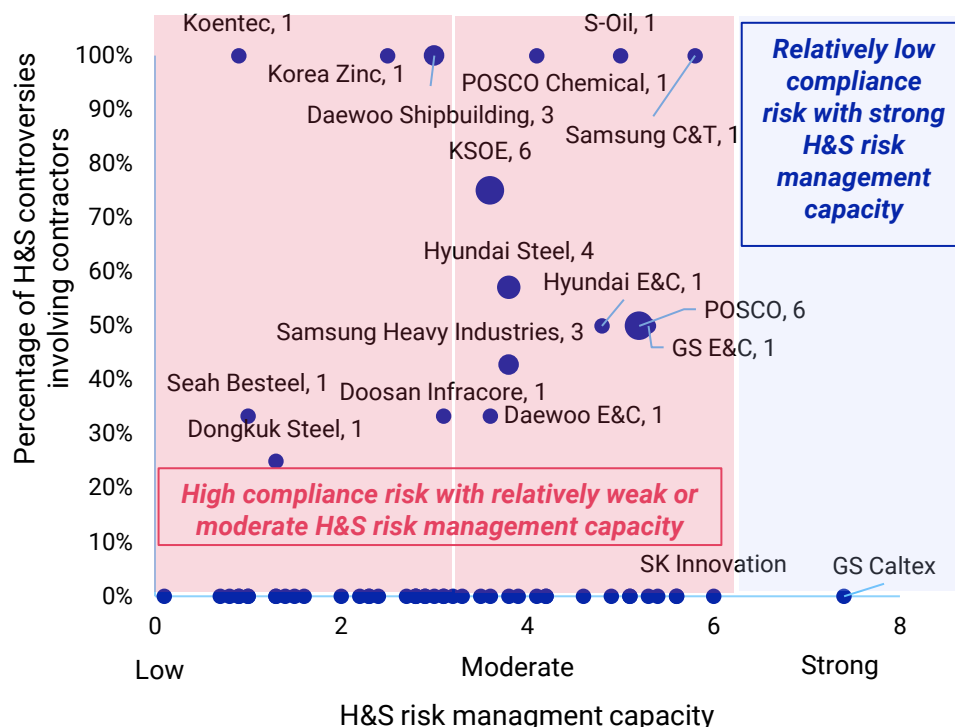 Koentec, 1
S-Oil, 1
100%
Korea Zinc, 1
POSCO Chemical, 1
90%
Daewoo Shipbuilding, 3
Samsung C&T, 1
80%
KSOE, 6
70%
Hyundai Steel, 4
60%
Hyundai E&C, 1
POSCO, 6
50%
Samsung Heavy Industries, 3
GS E&C, 1
40%
Seah Besteel, 1
Doosan Infracore, 1
Daewoo E&C, 1
30%
Dongkuk Steel, 1
20%
10%
0%
Relatively low
compliance
risk with strong
H&S risk
management
capacity
High compliance risk with relatively weak or
moderate H&S risk management capacity
SK Innovation
GS Caltex
0
2
4
6
8
Low
Moderate
Strong
H&S risk managment capacity
Percentage of H&S controversies
involving contractors